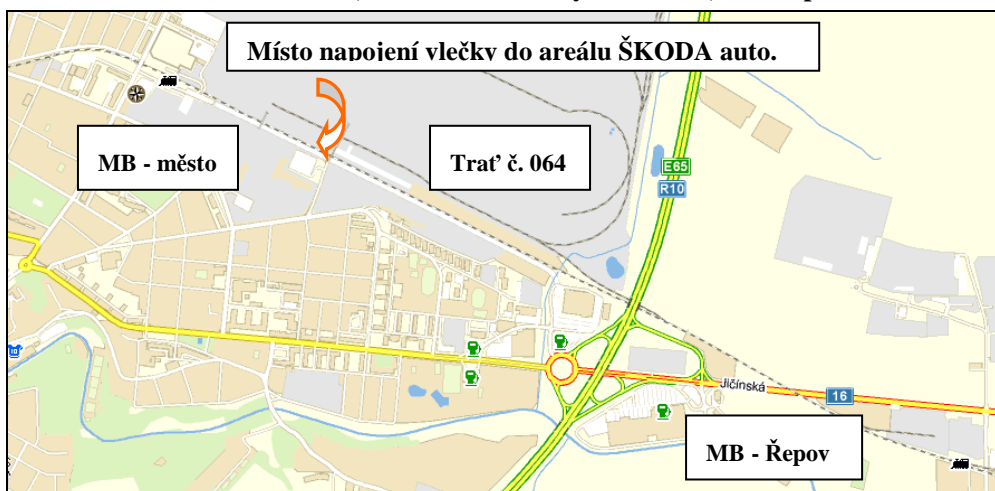 Místo napojení vlečky do areálu ŠKODA auto.
MB - město
Trať č. 064
E65
R10
Jičínská
16
MB - Řepov